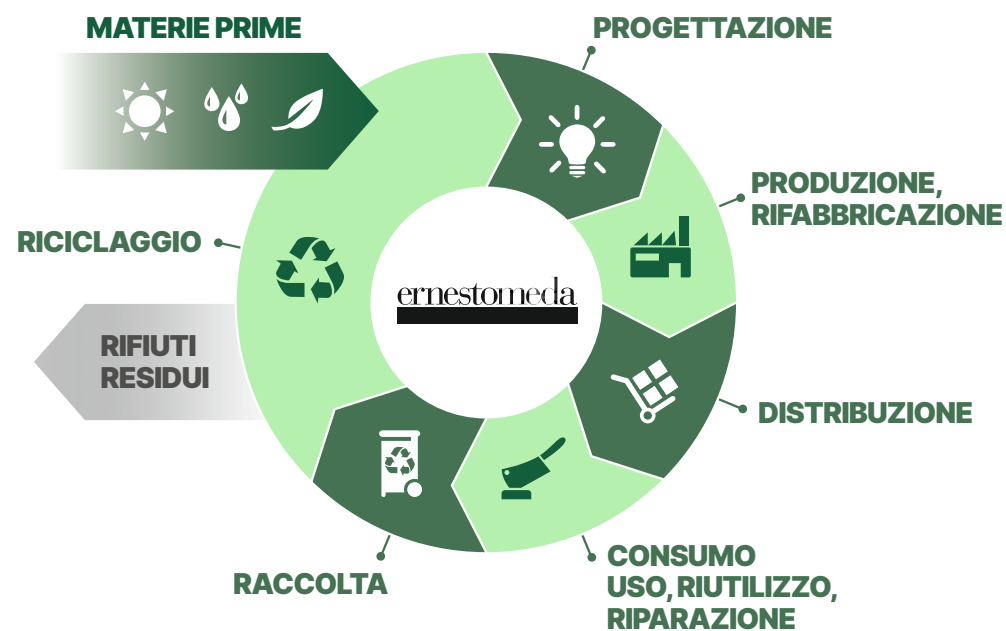 MATERIE PRIME
PROGETTAZIONE
PRODUZIONE,
RIFABBRICAZIONE
RICICLAGGIO
ernestomeda
RIFIUTI
RESIDUI
DISTRIBUZIONE
CONSUMO
USO, RIUTILIZZO,
RIPARAZIONE
RACCOLTA